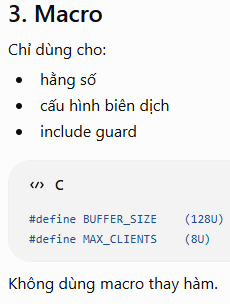 3. Macro
Chỉ dùng cho:
• hằng số
• cấu hình biên dịch
• include guard
</> C
#define BUFFER_SIZE    (128U)
#define MAX_CLIENTS    (8U)
Không dùng macro thay hàm.